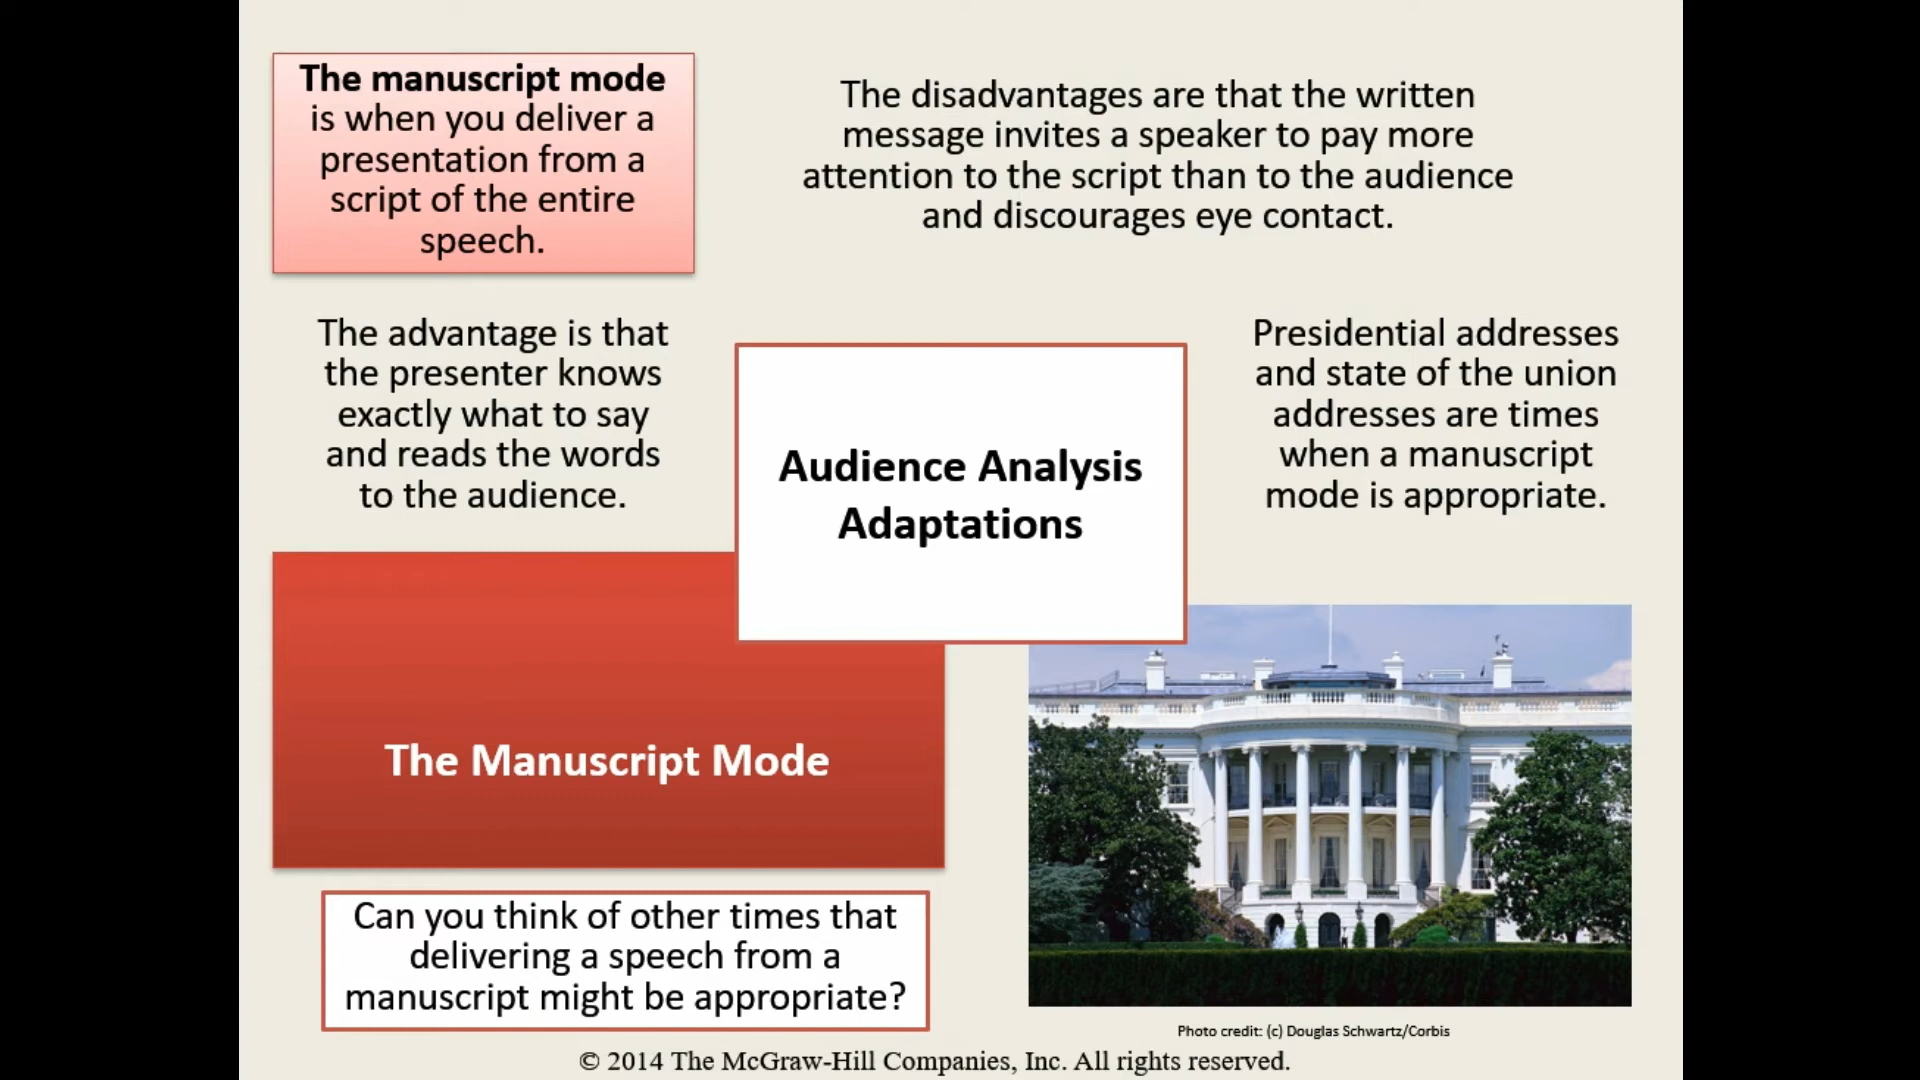 The manuscript mode
is when you deliver a
presentation from a
script of the entire
speech.
The disadvantages are that the written
message invites a speaker to pay more
attention to the script than to the audience
and discourages eye contact.
The advantage is that
the presenter knows
exactly what to say
and reads the words
to the audience.
Audience Analysis
Adaptations
Presidential addresses
and state of the union
addresses are times
when a manuscript
mode is appropriate.
The Manuscript Mode
Can you think of other times that
delivering a speech from a
manuscript might be appropriate?
Photo credit: (c) Douglas Schwartz/Corbis
© 2014 The McGraw-Hill Companies, Inc. All rights reserved.